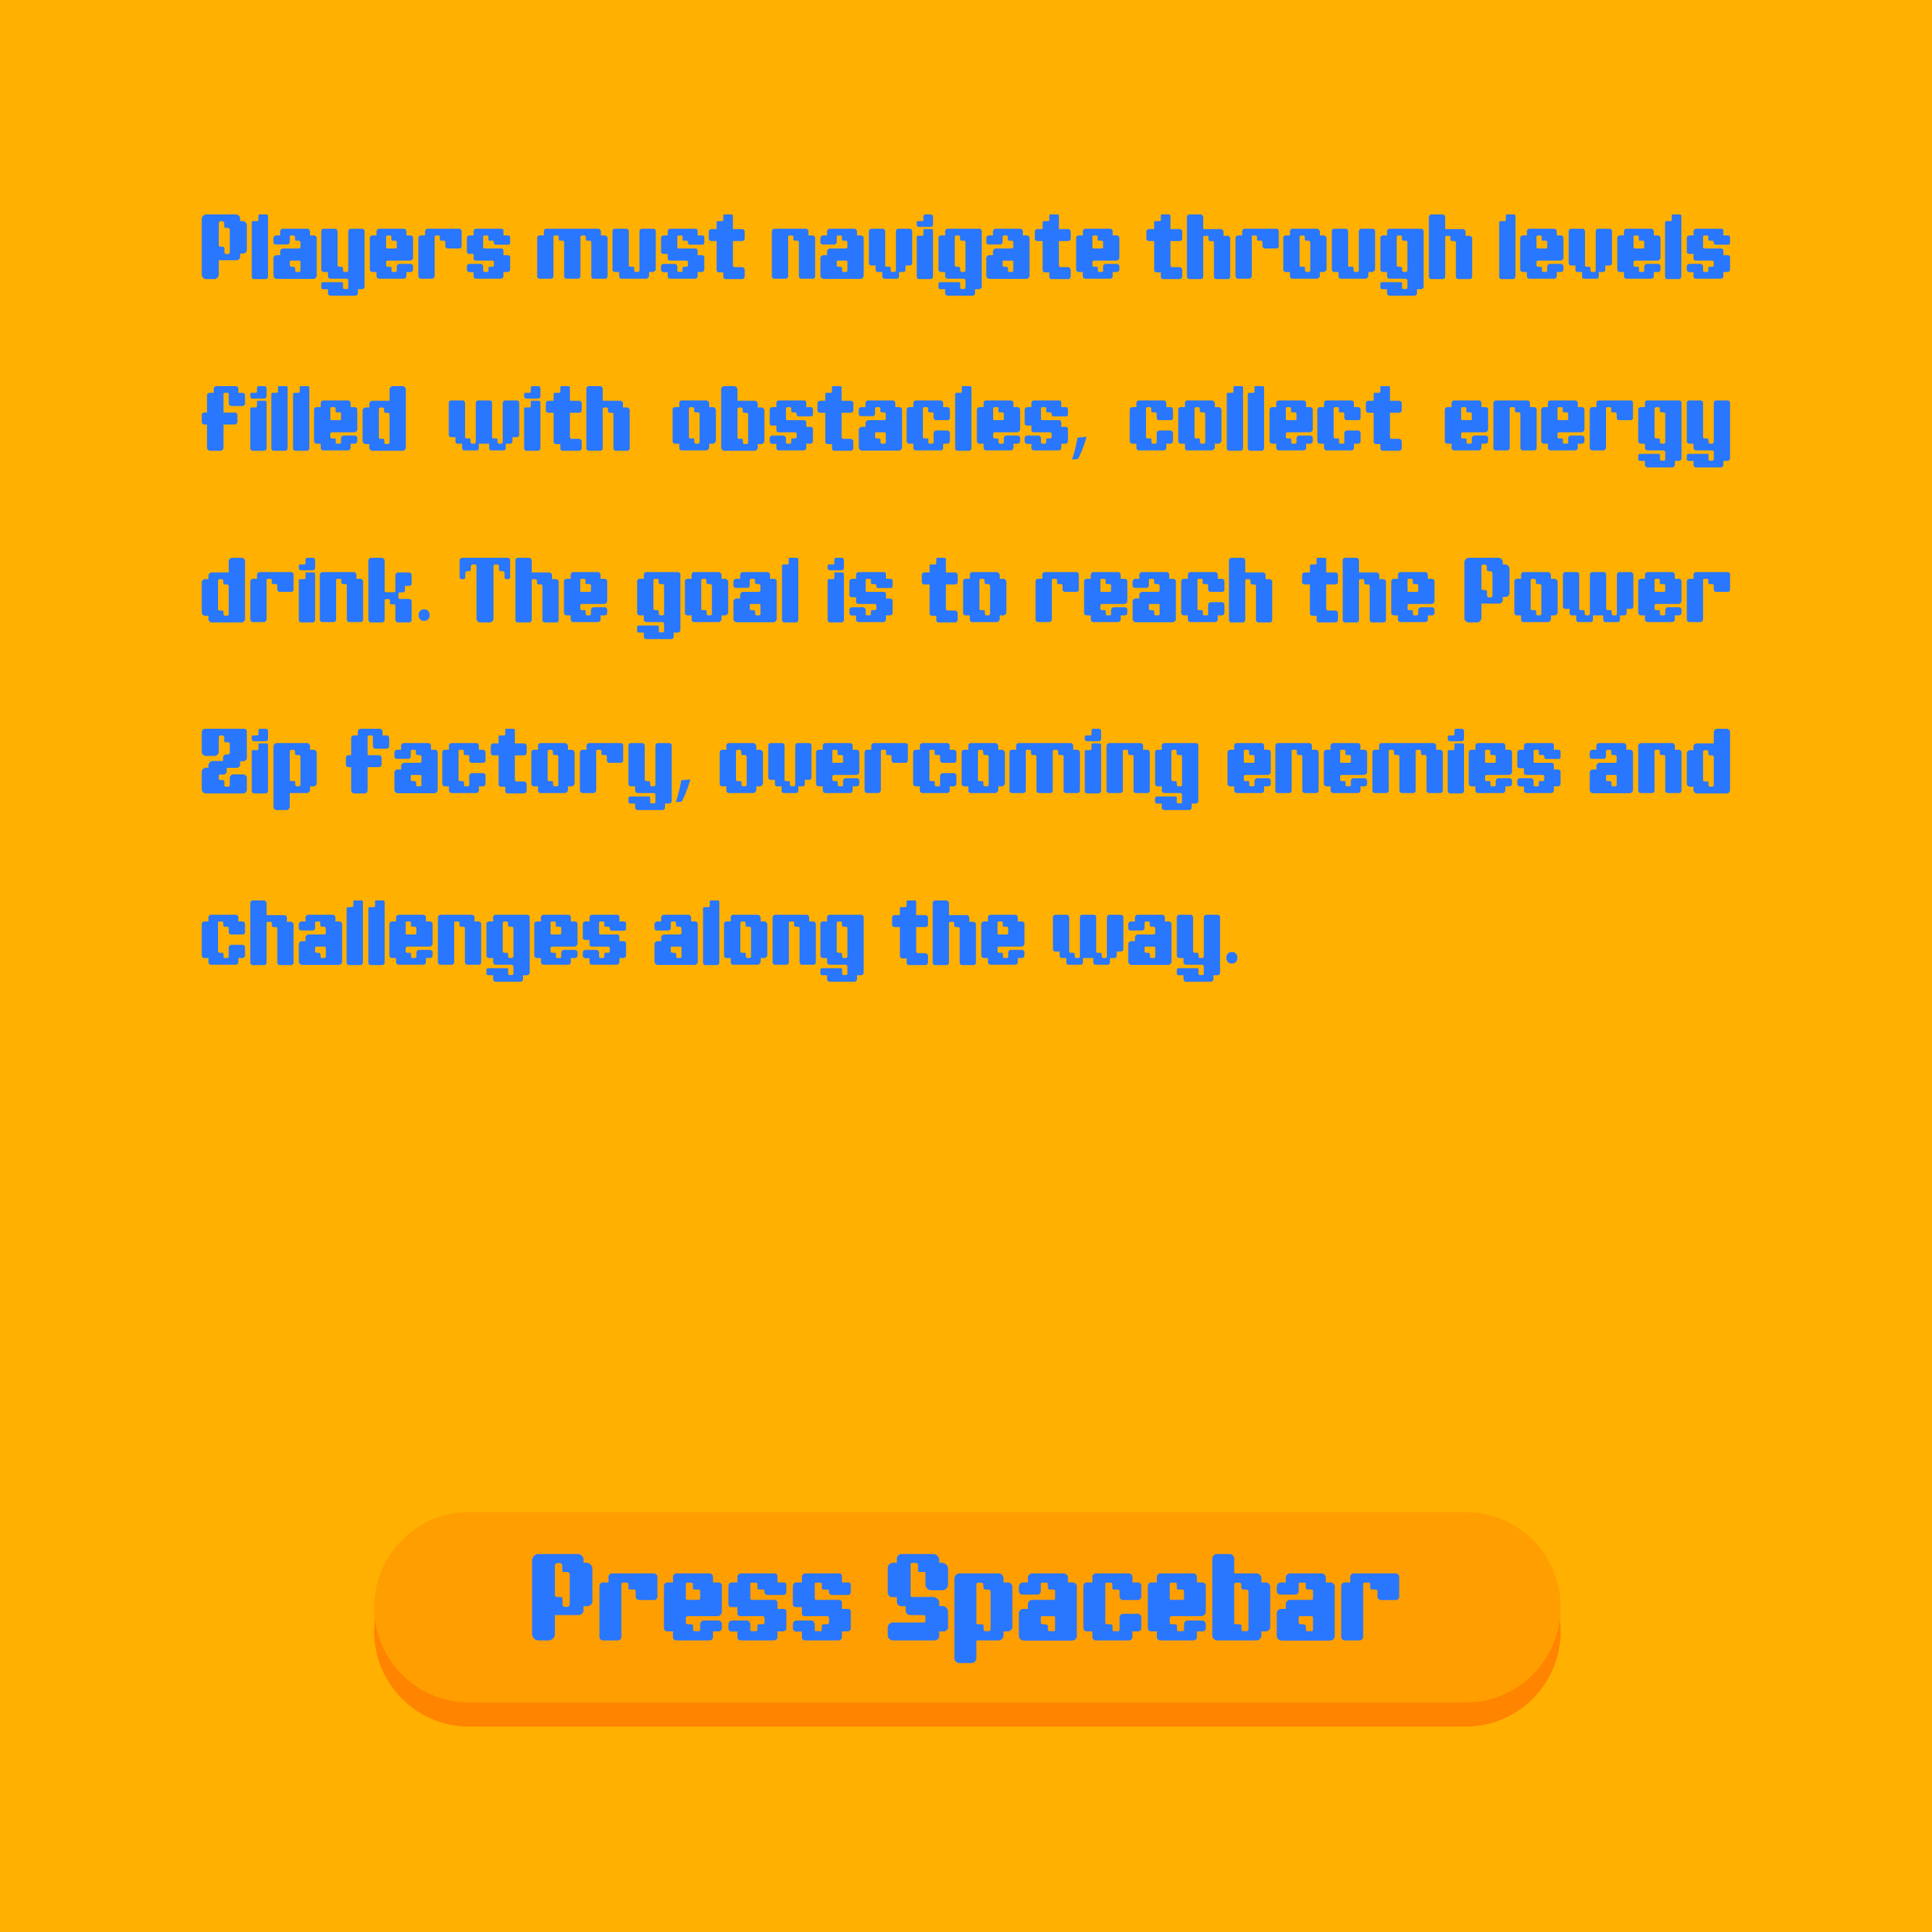 Players must navigate through levels
filled with obstacles, collect energy
drink. The goal is to reach the Power
Zip factory, overcoming enemies and
challenges along the way.
Press Spacebar